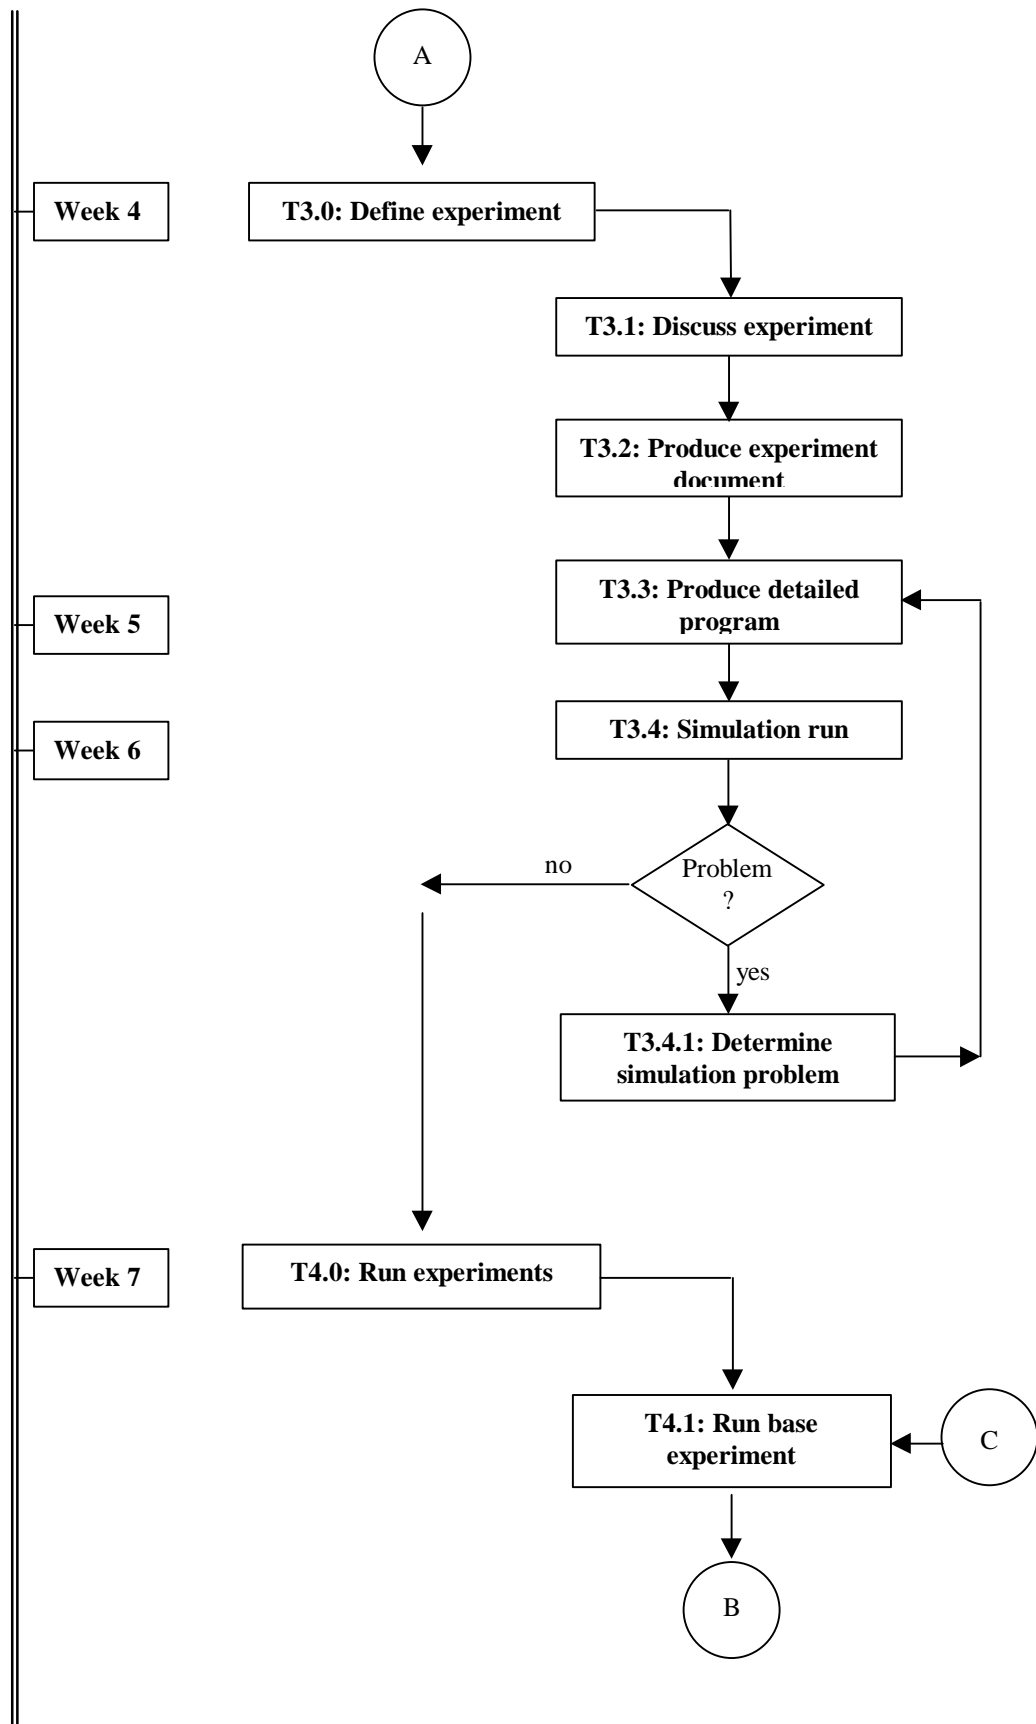 A
Week 4
T3.0: Define experiment
T3.1: Discuss experiment
T3.2: Produce experiment
document
T3.3: Produce detailed
program
Week 5
T3.4: Simulation run
Week 6
Problem
?
no
yes
T3.4.1: Determine
simulation problem
Week 7
T4.0: Run experiments
T4.1: Run base
experiment
C
B